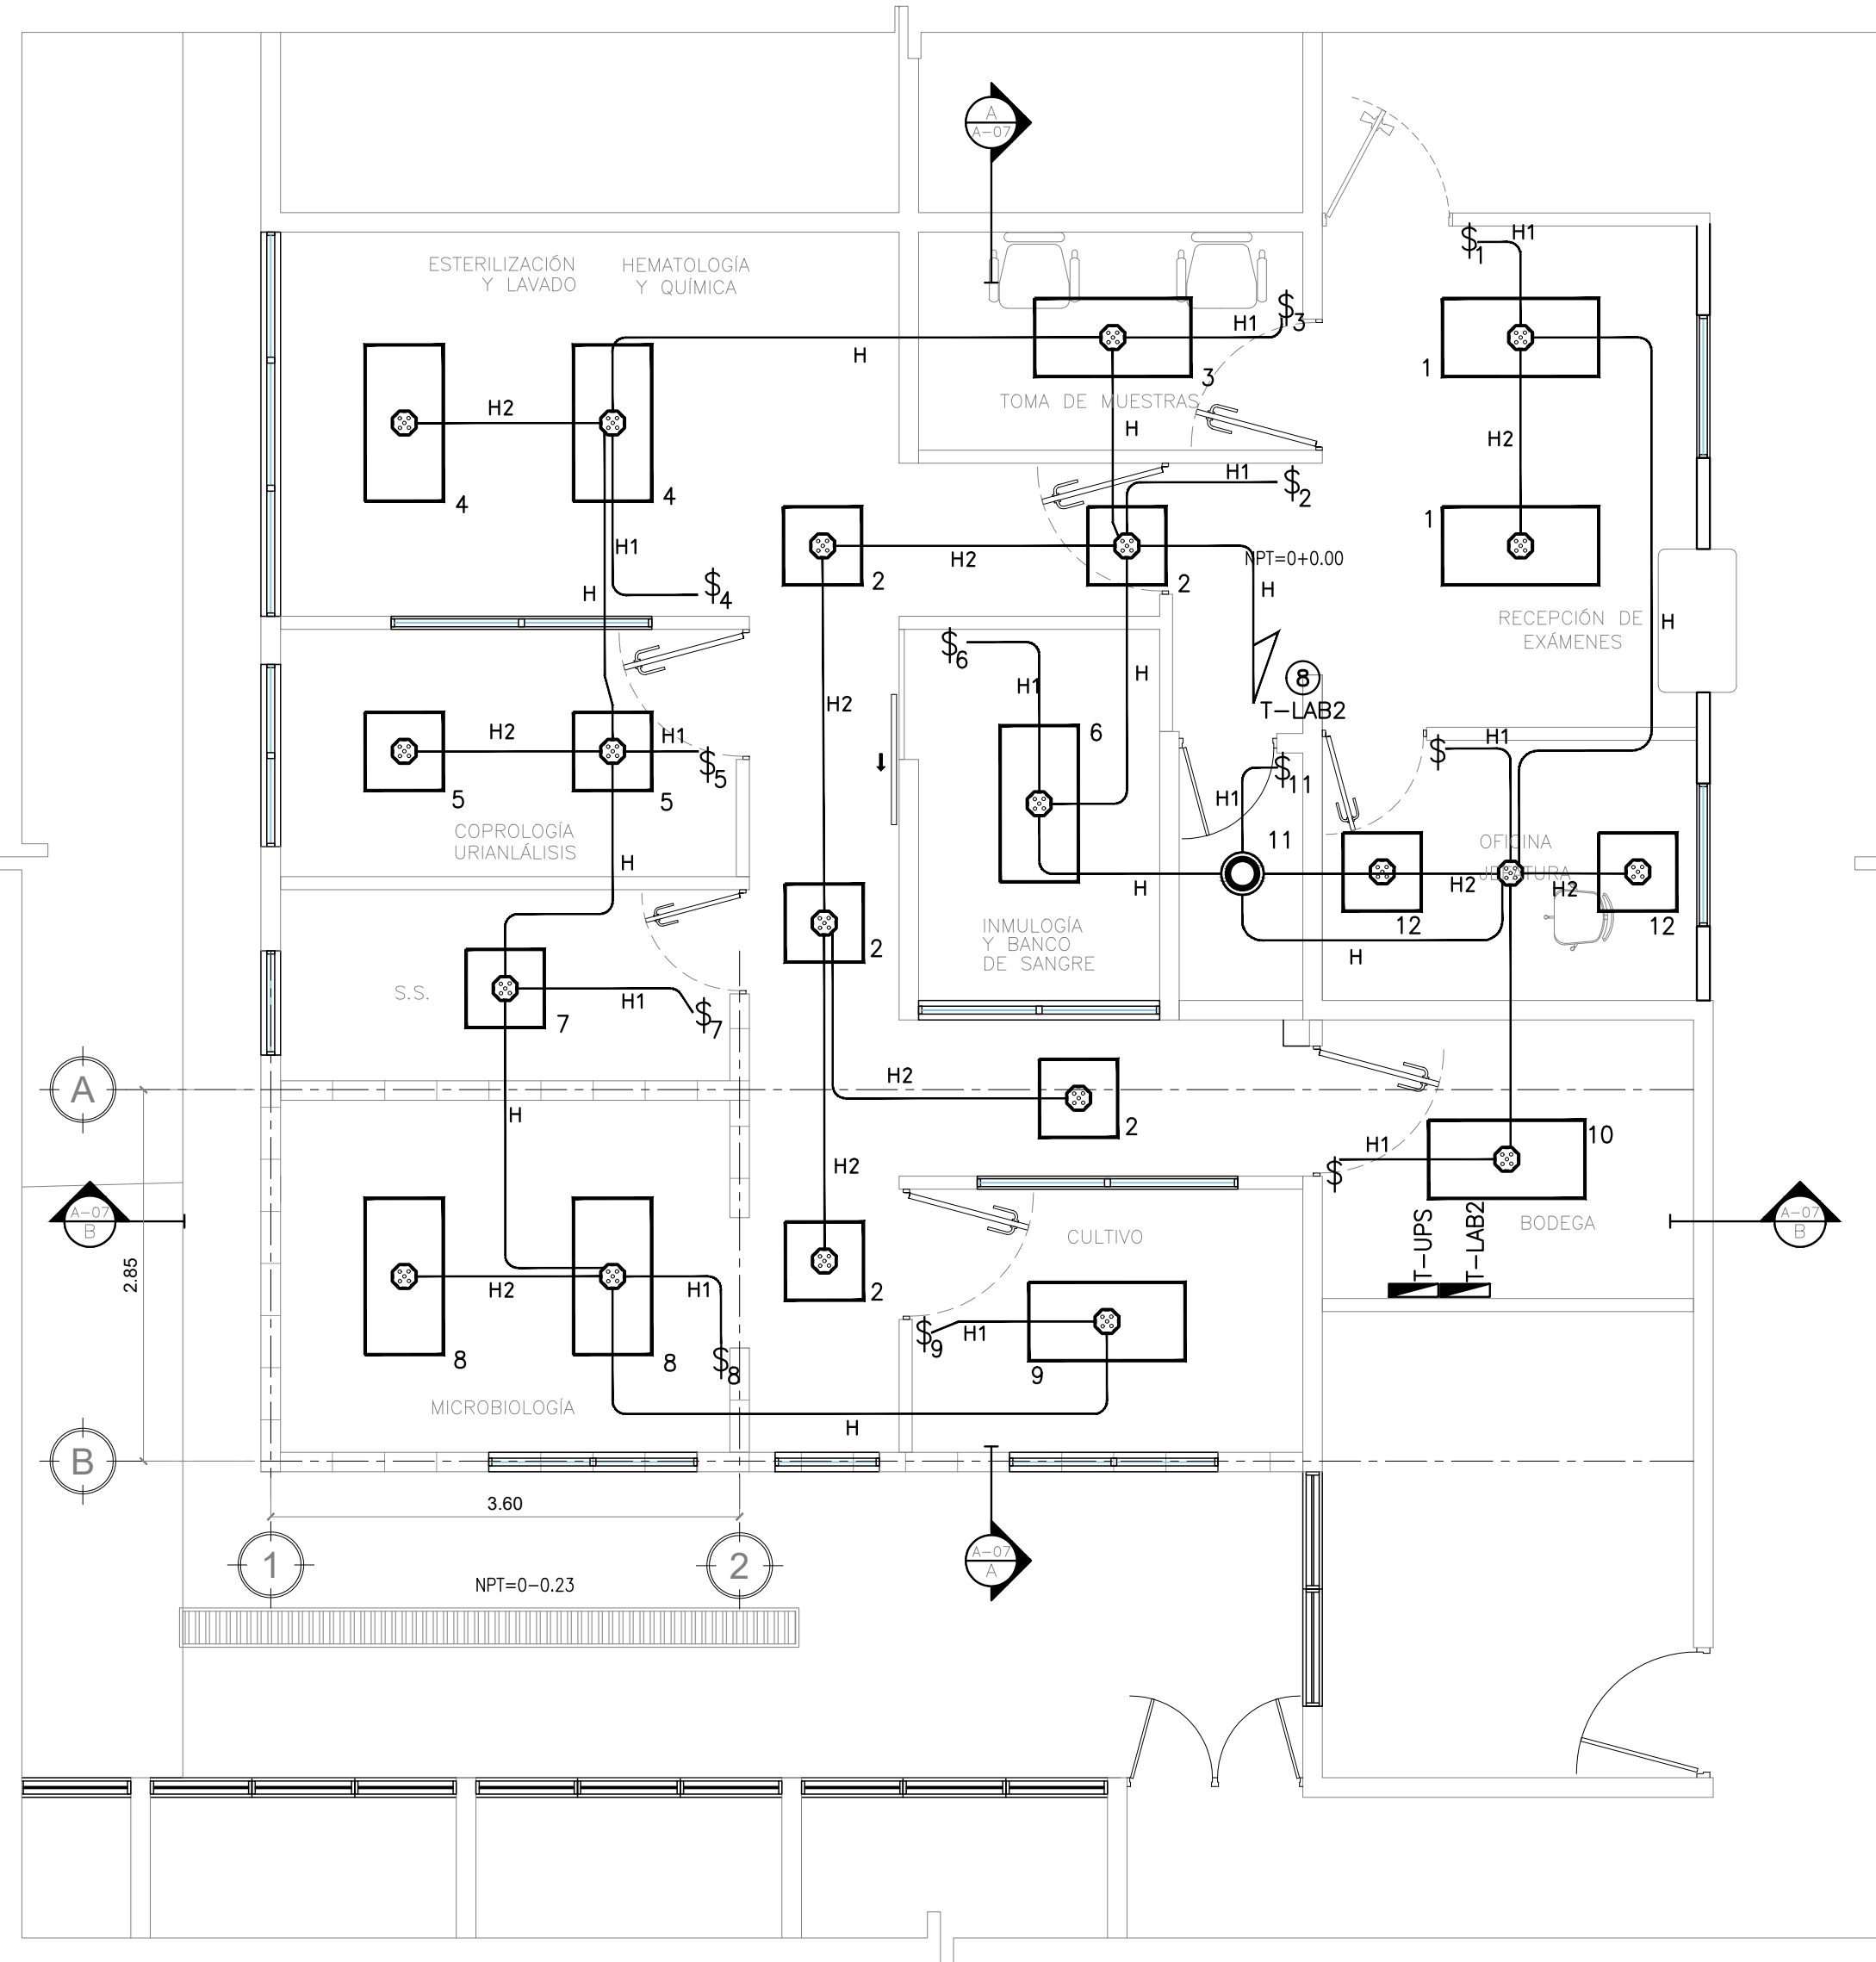 A
A-07
$1
H1
ESTERILIZACIÓN
Y LAVADO
HEMATOLOGÍA
Y QUÍMICA
$3
H1
H
3
1
TOMA DE MUESTRAS
H2
H
H2
4
4
H1
$2
1
H1
H2
2
2
NPT=0+0.00
H
H
$4
RECEPCIÓN DE
EXÁMENES
H
$6
H1
H
8
T-LAB2
H2
6
H2
H1
$5
5
5
$
H1
$11
H1
11
COPROLOGÍA
URIANLÁLISIS
H
OFICINA
JEFATURA
H
H2
H2
12
12
INMULOGÍA
Y BANCO
DE SANGRE
2
H
S.S.
H1
$7
7
A
H2
H
2
10
H1
$
H2
A-07
B
T-UPS
T-LAB2
BODEGA
A-07
B
CULTIVO
2.85
H2
H1
2
$9
H1
8
8
$8
9
MICROBIOLOGÍA
H
B
3.60
A-07
A
1
2
NPT=0-0.23